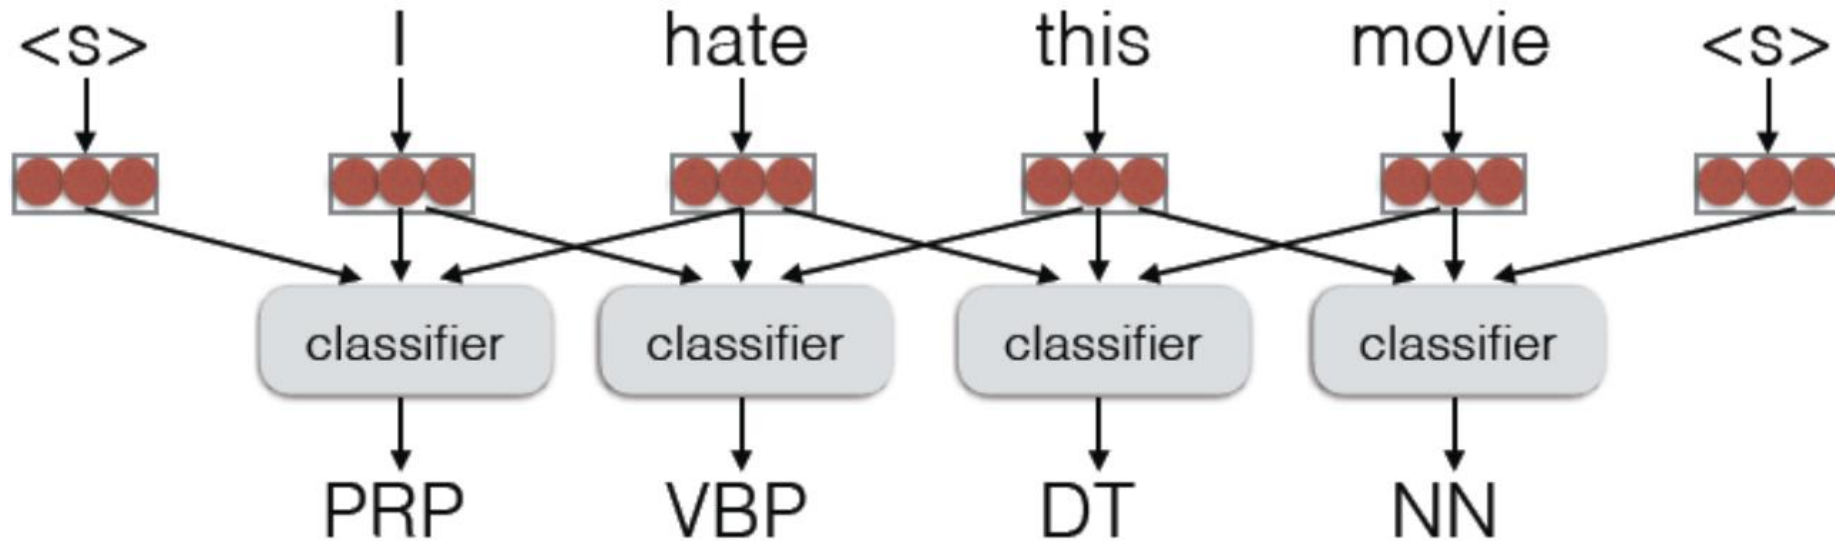 <s> I hate this movie <s>
classifier classifier classifier classifier
PRP VBP DT NN